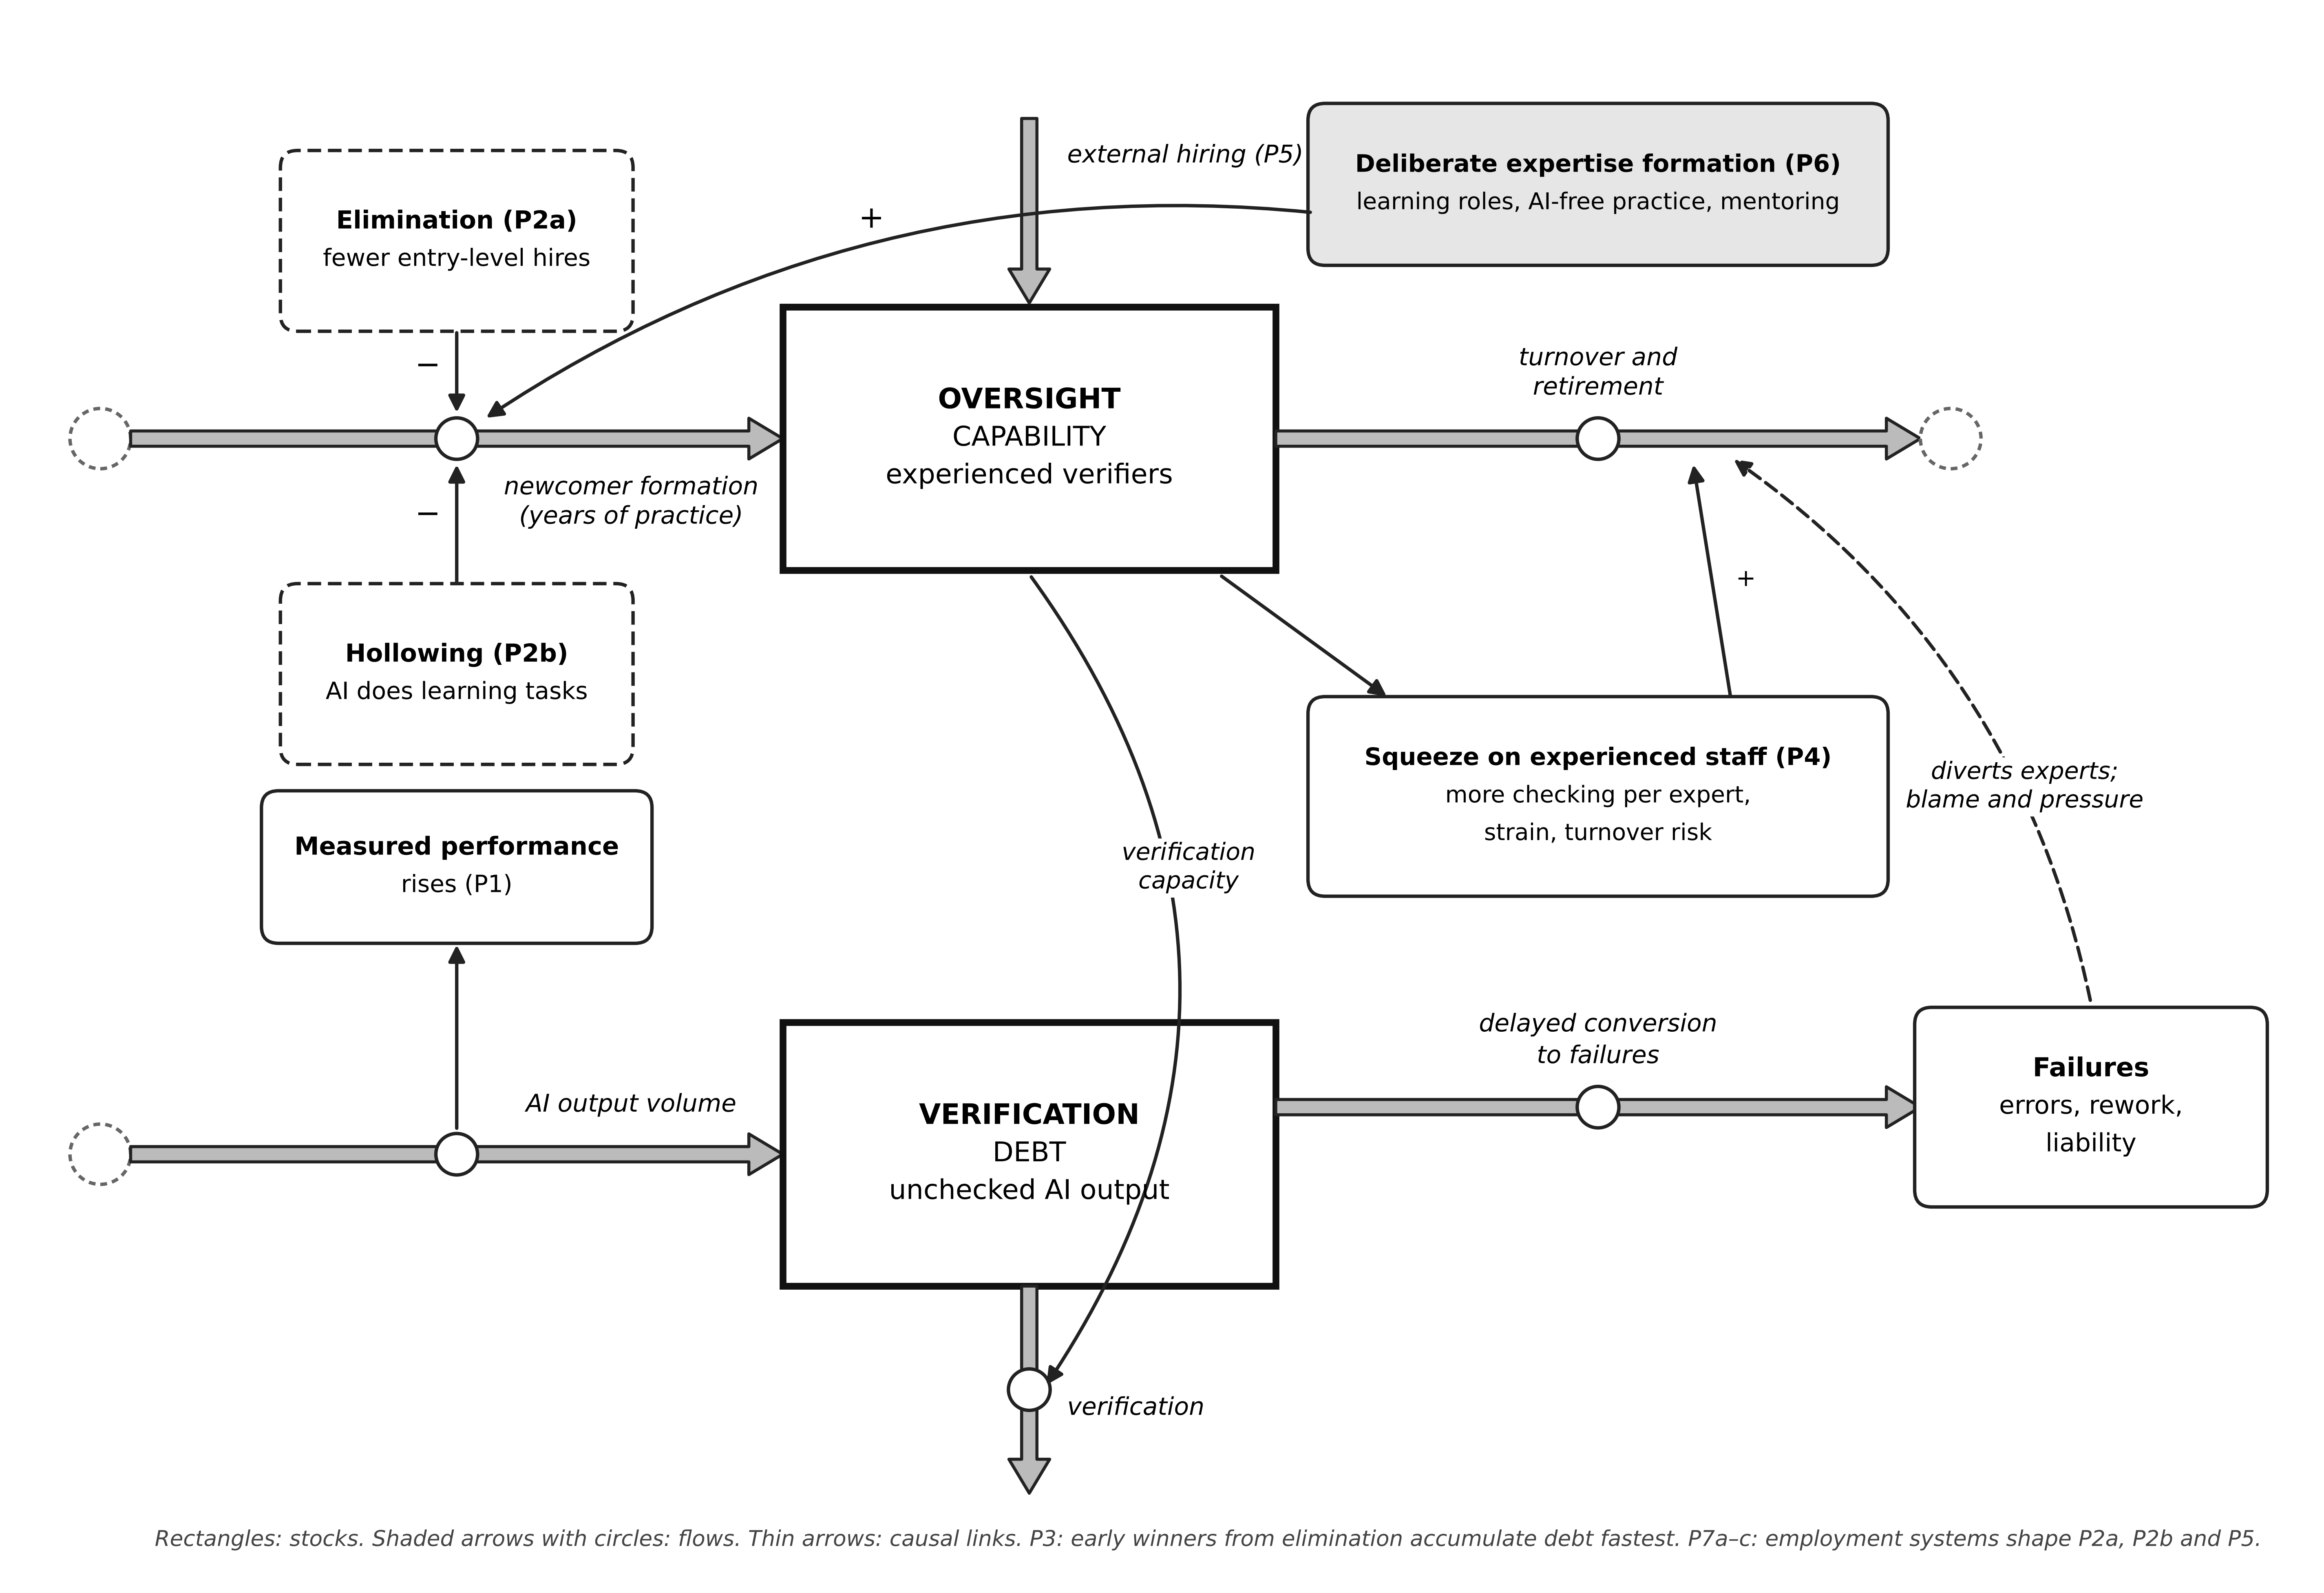 external hiring (P5)
Deliberate expertise formation (P6)
learning roles, AI-free practice, mentoring
+
Elimination (P2a)
fewer entry-level hires
−
turnover and
retirement
OVERSIGHT
CAPABILITY
experienced verifiers
newcomer formation
(years of practice)
−
+
Hollowing (P2b)
AI does learning tasks
Squeeze on experienced staff (P4)
more checking per expert,
strain, turnover risk
diverts experts;
blame and pressure
Measured performance
rises (P1)
verification
capacity
delayed conversion
to failures
AI output volume
VERIFICATION
DEBT
unchecked AI output
Failures
errors, rework,
liability
verification
Rectangles: stocks. Shaded arrows with circles: flows. Thin arrows: causal links. P3: early winners from elimination accumulate debt fastest. P7a–c: employment systems shape P2a, P2b and P5.